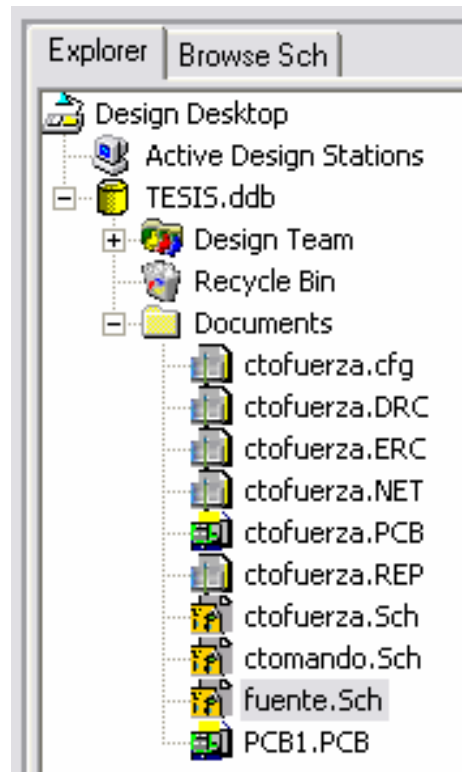 Explorer Browse Sch
Design Desktop
Active Design Stations
TESIS.ddb
Design Team
Recycle Bin
Documents
ctofuerza.cfg
ctofuerza.DRC
ctofuerza.ERC
ctofuerza.NET
ctofuerza.PCB
ctofuerza.REP
ctofuerza.Sch
ctomando.Sch
fuente.Sch
PCB1.PCB